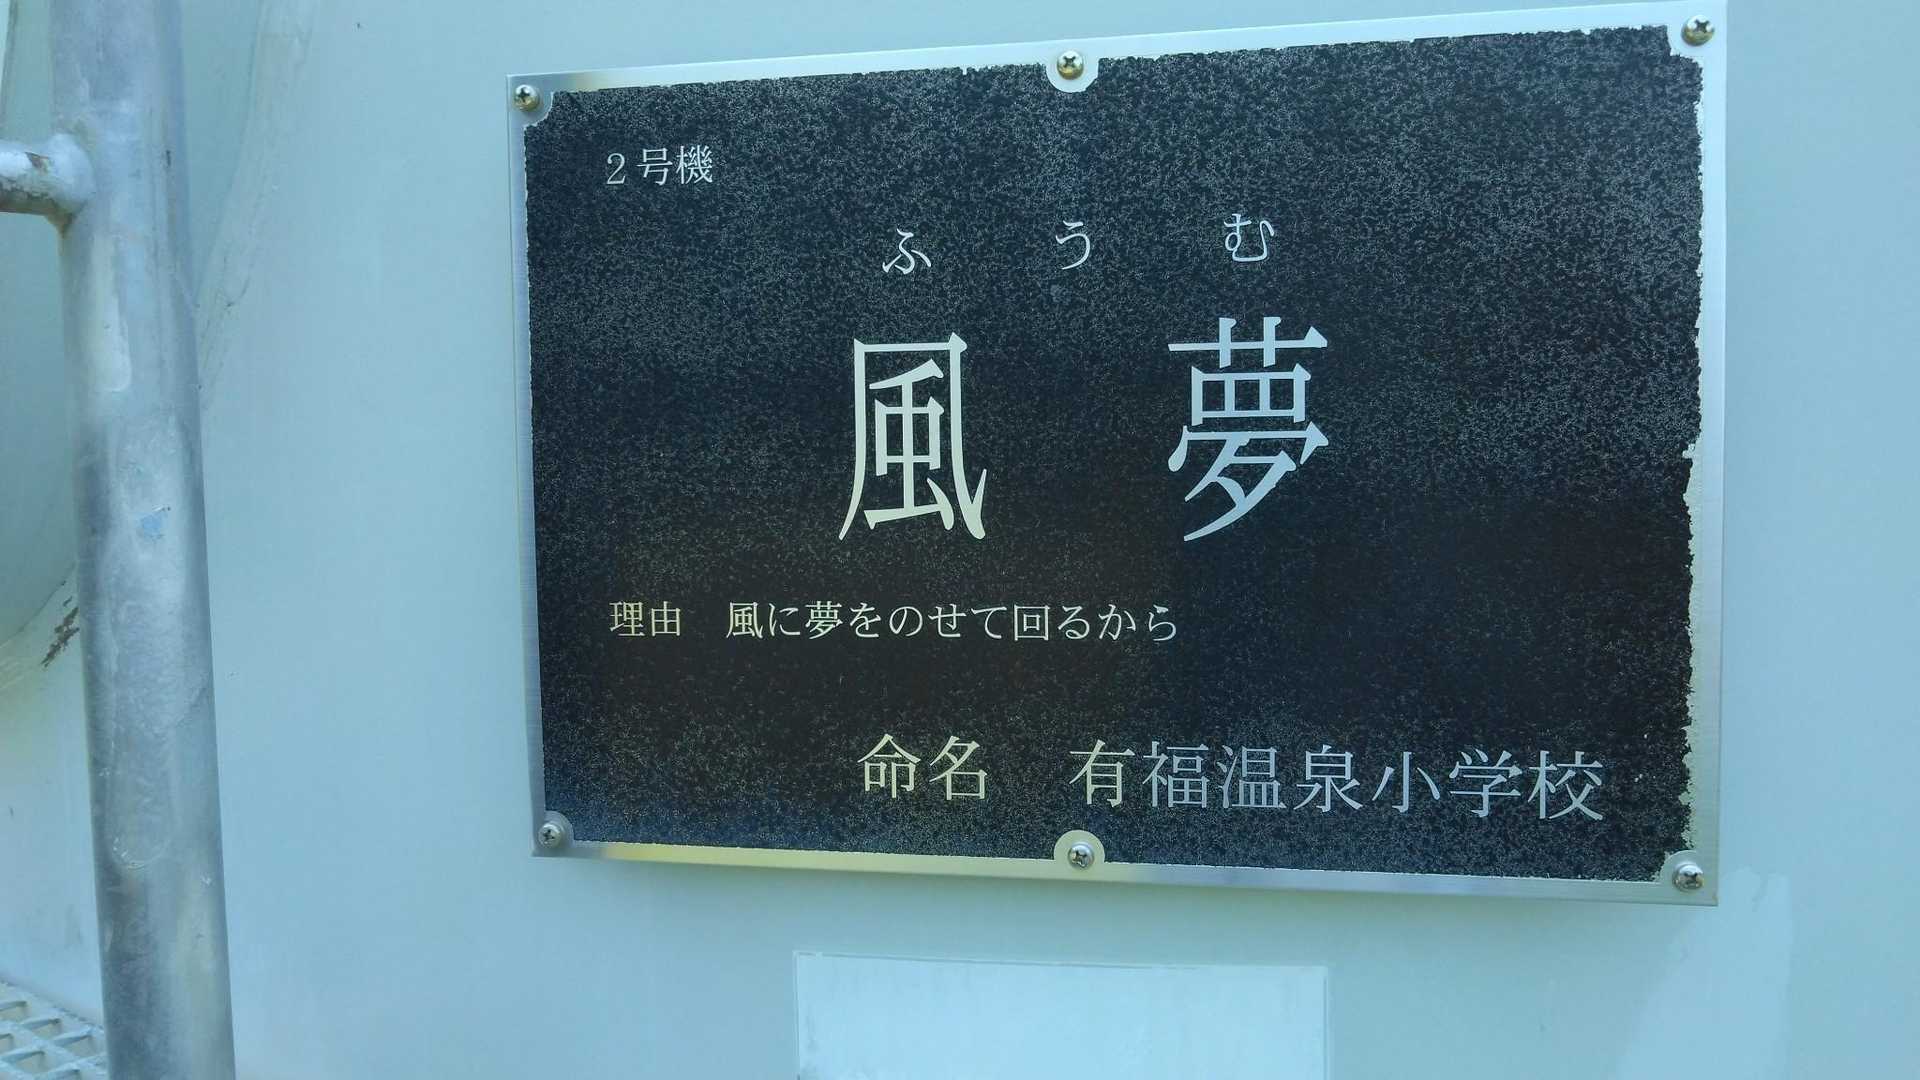 ２号機
ふうむ
風夢
理由　風に夢をのせて回るから
命名　有福温泉小学校